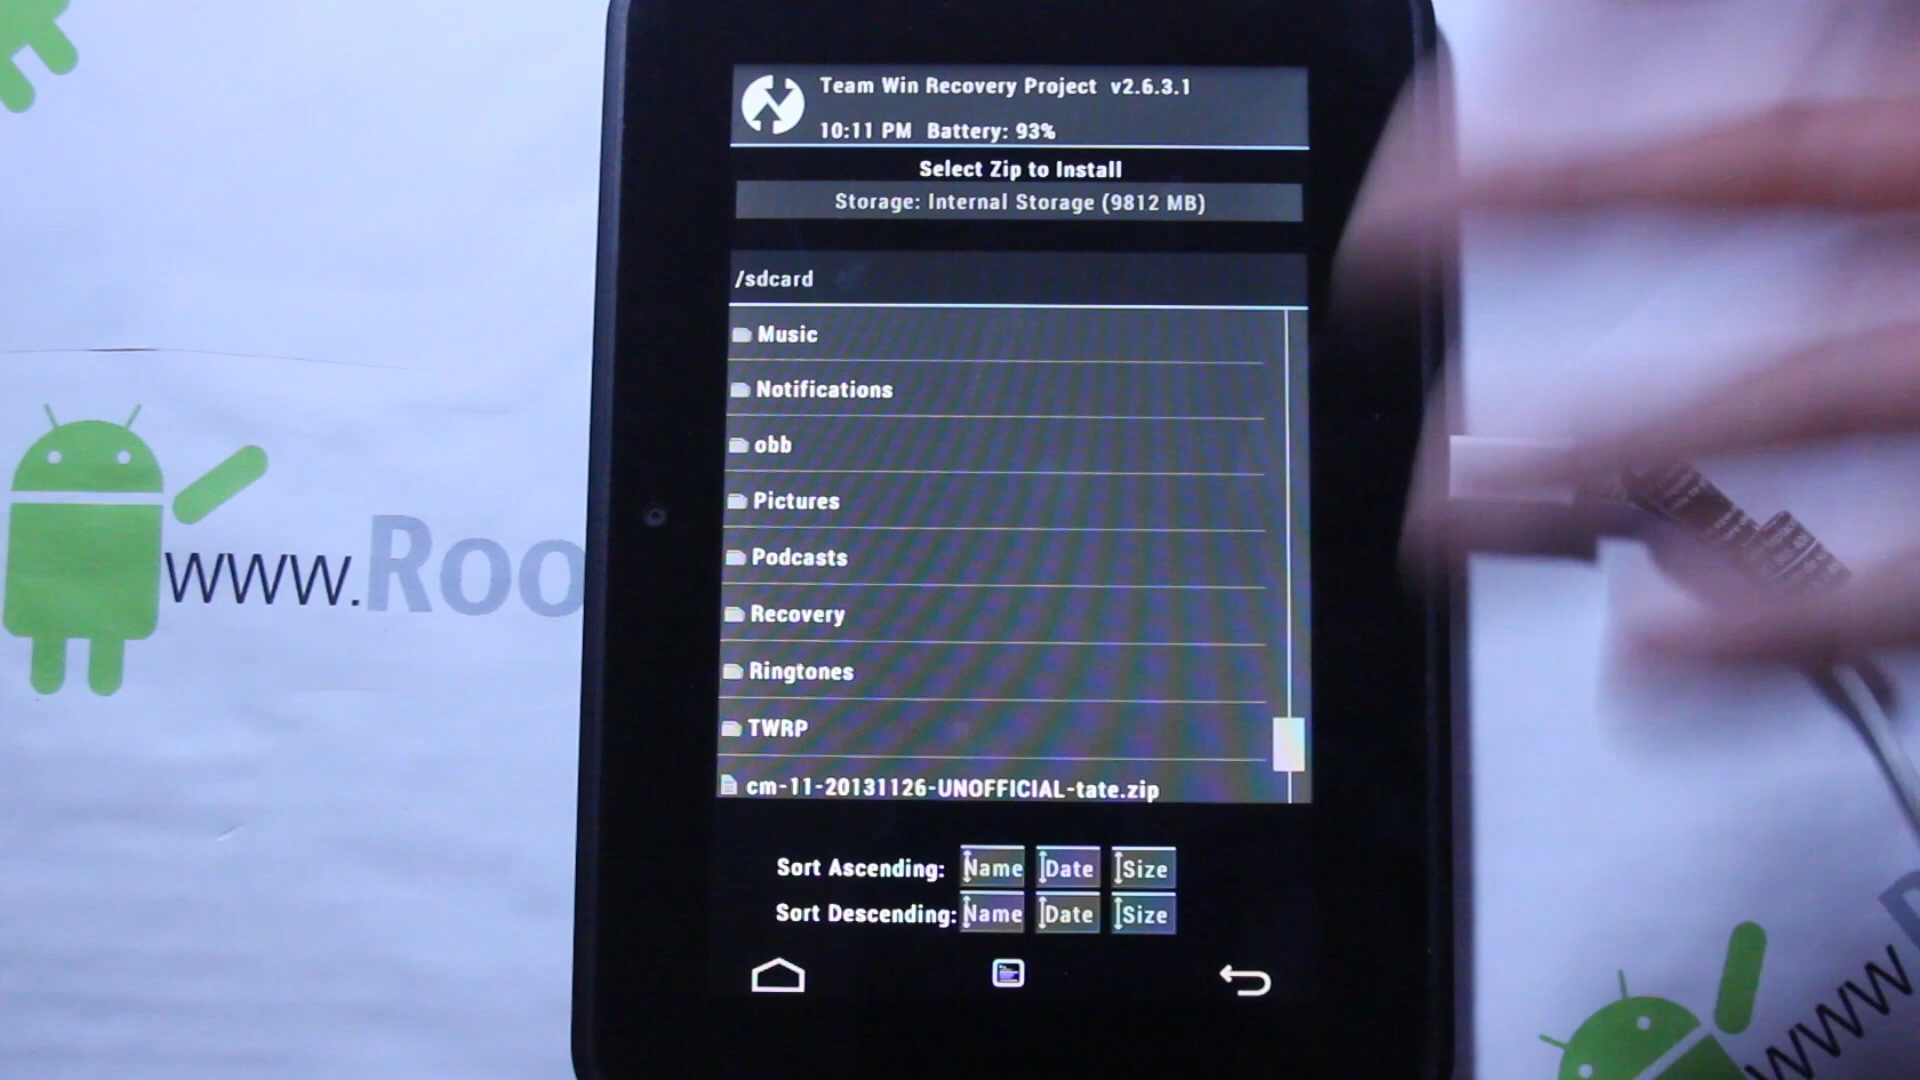 Team Win Recovery Project v2.6.3.1
10:11 PM Battery: 93%
Select Zip to Install
Storage: Internal Storage (9812 MB)
/sdcard
Music
Notifications
obb
Pictures
Podcasts
Recovery
Ringtones
TWRP
cm-11-20131126-UNOFFICIAL-tate.zip
Sort Ascending: Name Date Size
Sort Descending: Name Date Size
www.Roo
www